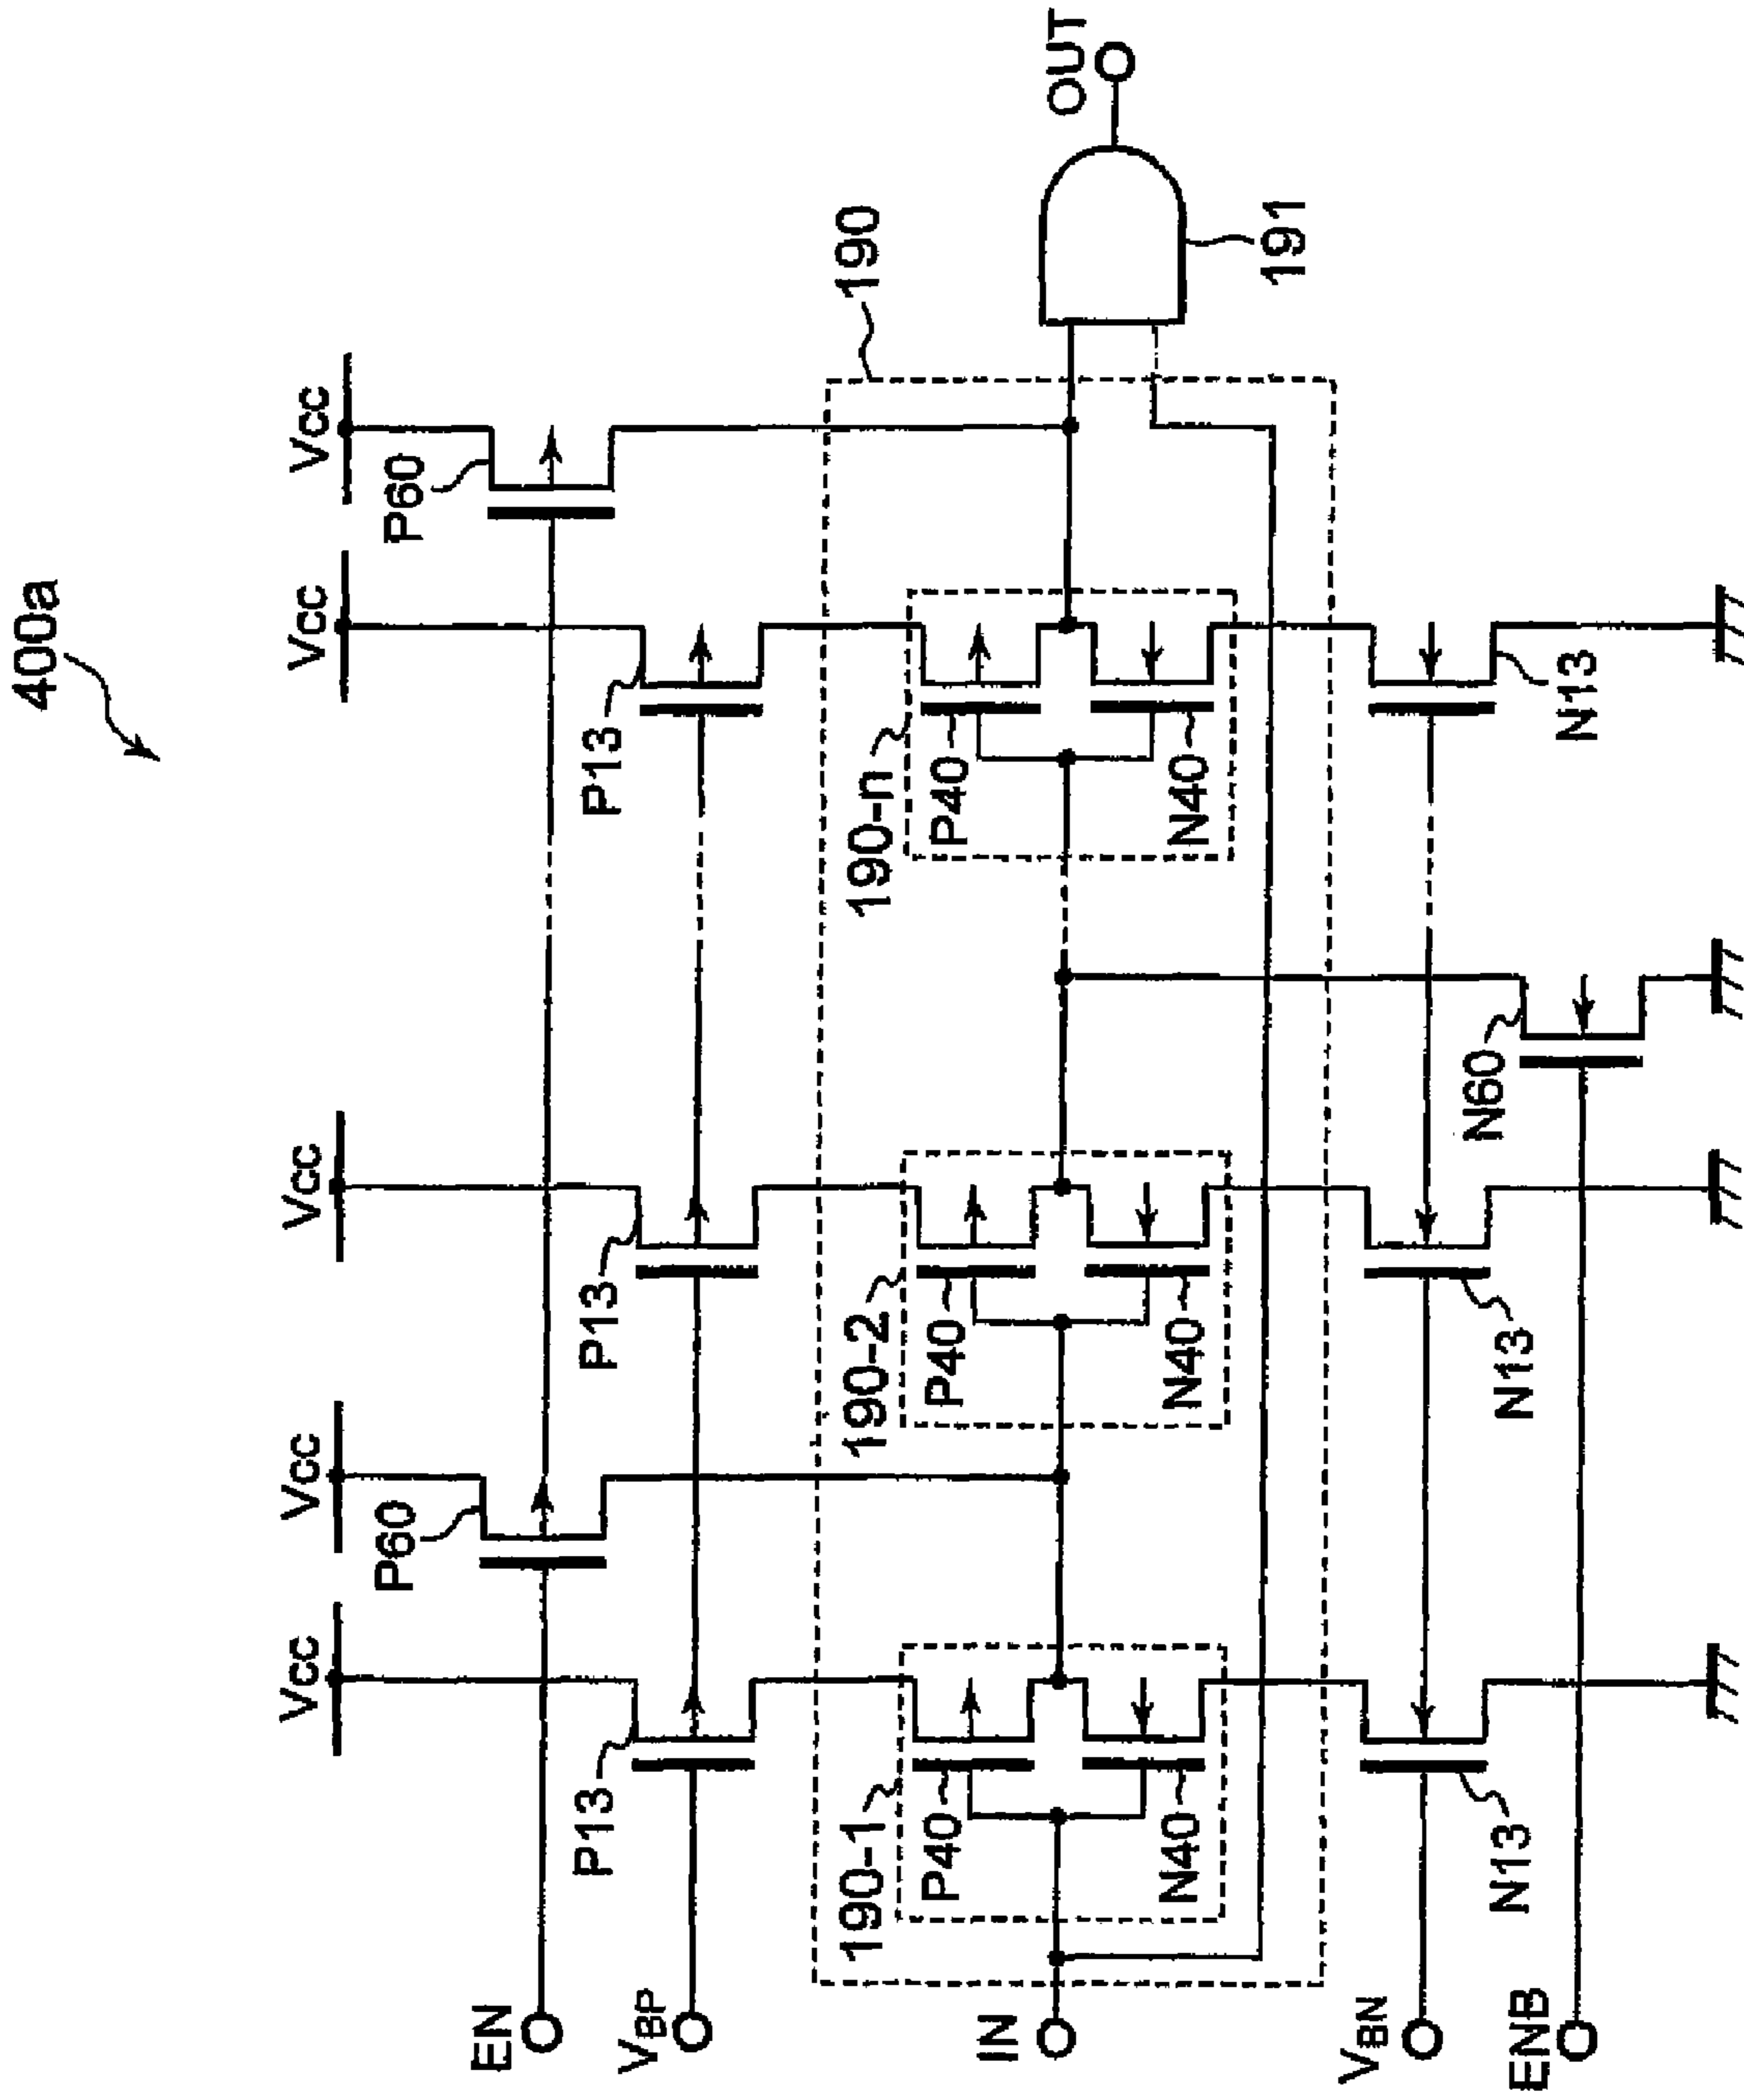 400a
Vcc
Vcc
Vcc
Vcc
Vcc
P60
P60
EN
P13
P13
P13
VBP
190
190-1
190-2
190-n
P40
P40
P40
IN
OUT
191
N40
N40
N40
VBN
N13
N13
N13
N60
ENB